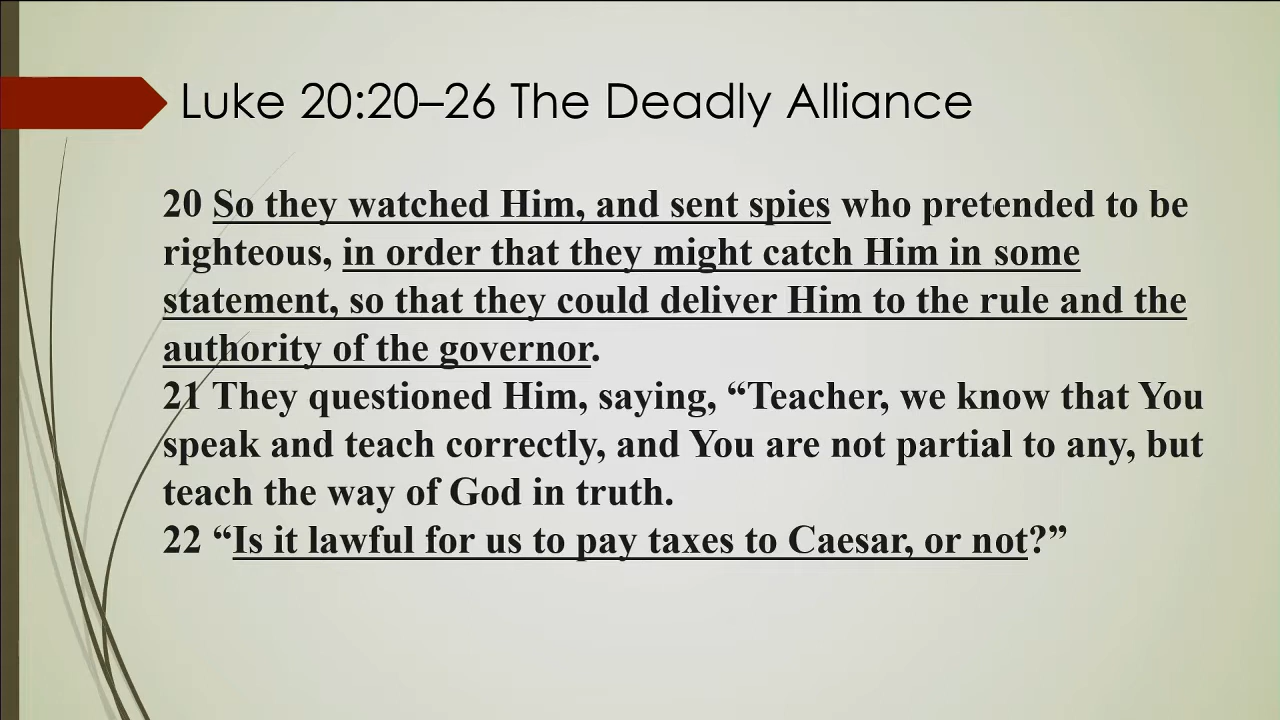 Luke 20:20–26 The Deadly Alliance
20 So they watched Him, and sent spies who pretended to be
righteous, in order that they might catch Him in some
statement, so that they could deliver Him to the rule and the
authority of the governor.
21 They questioned Him, saying, “Teacher, we know that You
speak and teach correctly, and You are not partial to any, but
teach the way of God in truth.
22 “Is it lawful for us to pay taxes to Caesar, or not?”